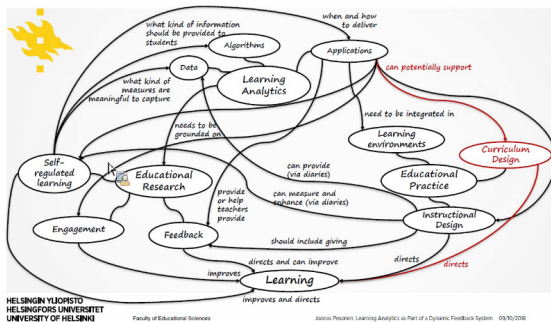 what kind of information
should be provided to
students
when and how
to deliver
Algorithms
Applications
Data
Learning
Analytics
can potentially support
what kind of
measures are
meaningful to capture
needs to be
grounded on
need to be integrated in
Learning
environments
Curriculum
Design
Self-
regulated
learning
Educational
Research
can provide
(via diaries)
Educational
Practice
can measure and
enhance (via diaries)
provide
or help
teachers
provide
Instructional
Design
Engagement
Feedback
should include giving
directs and can improve
directs
directs
improves
Learning
improves and directs
HELSINGIN YLIOPISTO
HELSINGFORS UNIVERSITET
UNIVERSITY OF HELSINKI
Faculty of Educational Sciences
Joonas Pesonen: Learning Analytics as Part of a Dynamic Feedback System
09/10/2018